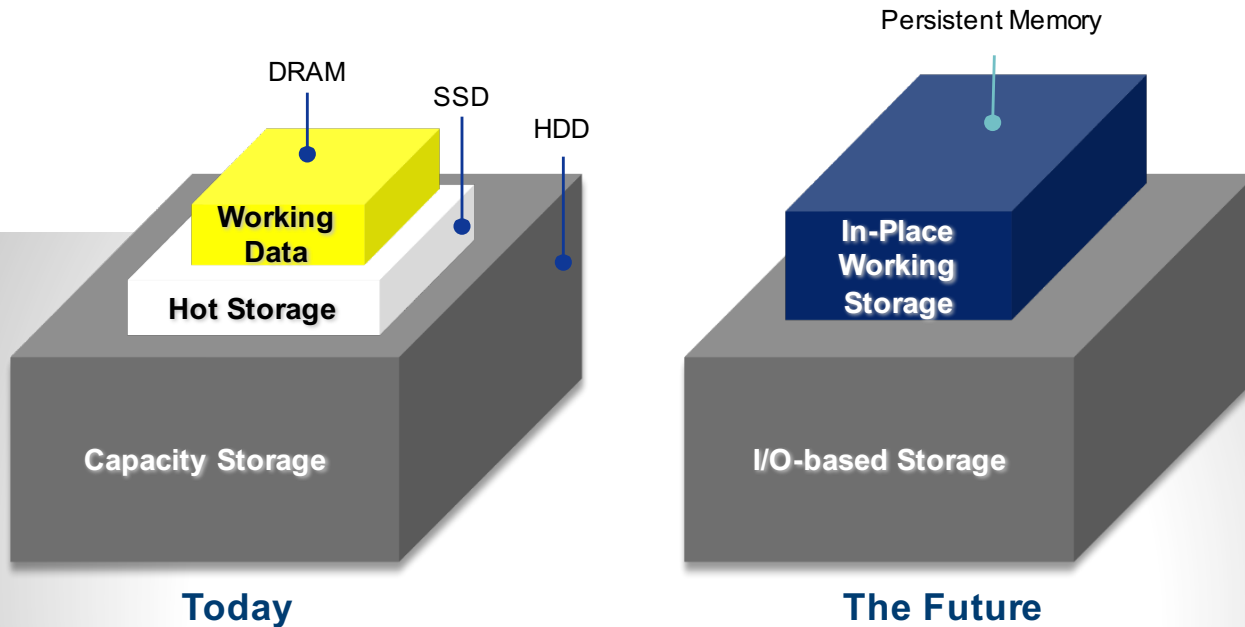 DRAM
SSD
HDD
Working
Data
Hot Storage
Capacity Storage
Today
Persistent Memory
In-Place
Working
Storage
I/O-based Storage
The Future